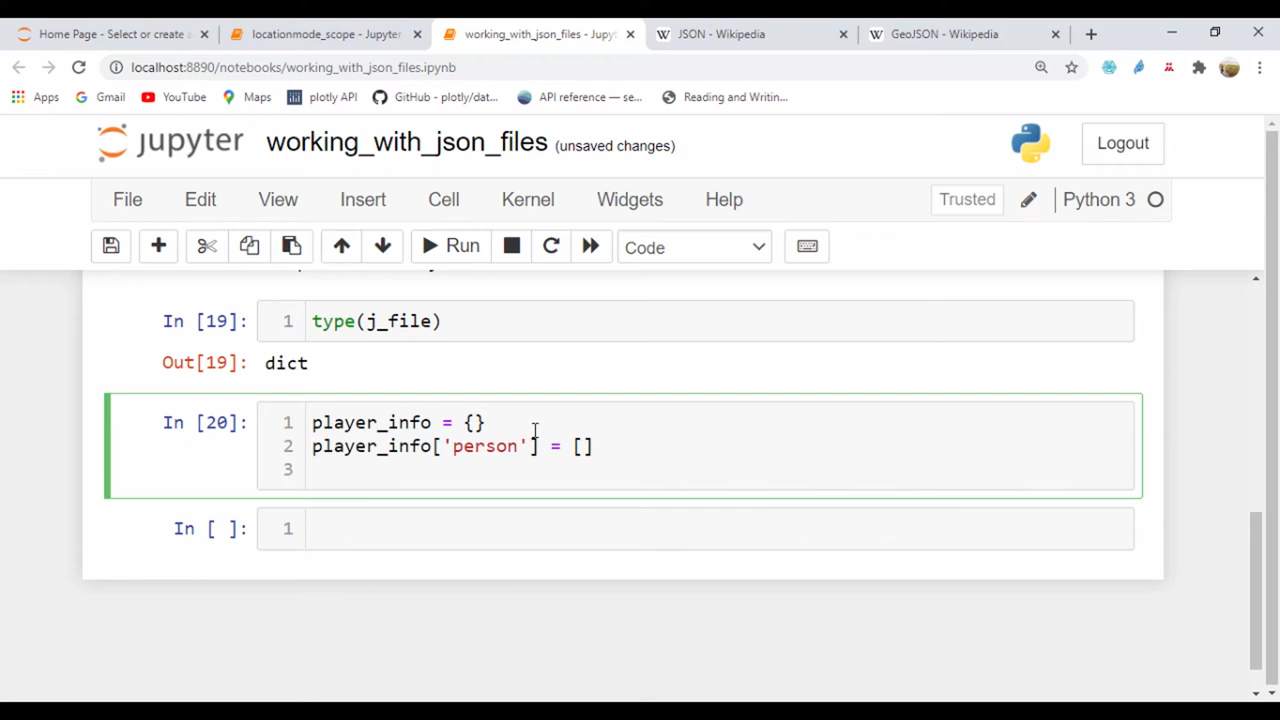 Home Page - Select or create a
locationmode_scope - Jupyter
working_with_json_files - Jupyt
W JSON - Wikipedia
W GeoJSON - Wikipedia
localhost:8890/notebooks/working_with_json_files.ipynb
Apps
Gmail
YouTube
Maps
plotly API
GitHub - plotly/dat...
API reference — se...
Reading and Writin...
jupyter working_with_json_files (unsaved changes)
Logout
File Edit View Insert Cell Kernel Widgets Help
Trusted
Python 3
Run
Code
In [19]: 1 type(j_file)
Out[19]: dict
In [20]: 1 player_info = {}
2 player_info['person'] = []
3
In [ ]: 1